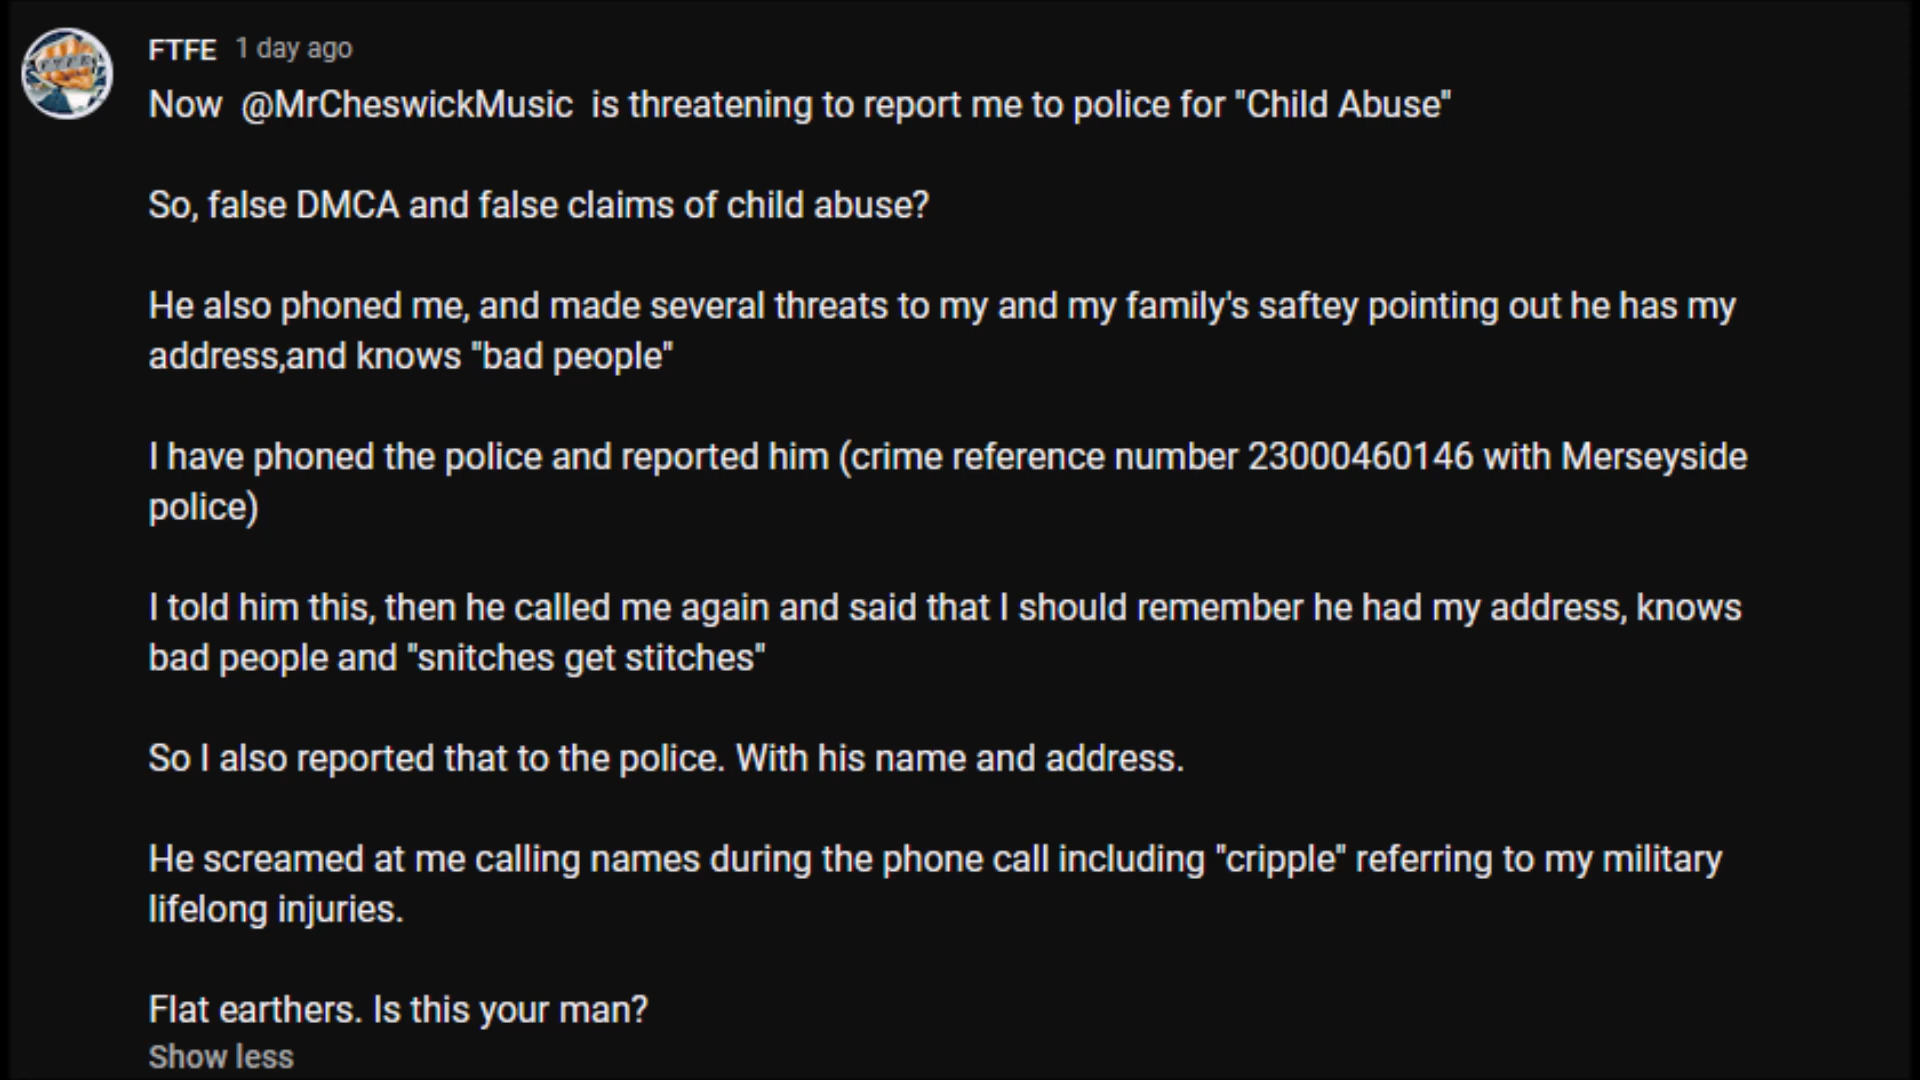 FTFE 1 day ago
Now @MrCheswickMusic is threatening to report me to police for "Child Abuse"
So, false DMCA and false claims of child abuse?
He also phoned me, and made several threats to my and my family's saftey pointing out he has my
address,and knows "bad people"
I have phoned the police and reported him (crime reference number 23000460146 with Merseyside
police)
I told him this, then he called me again and said that I should remember he had my address, knows
bad people and "snitches get stitches"
So I also reported that to the police. With his name and address.
He screamed at me calling names during the phone call including "cripple" referring to my military
lifelong injuries.
Flat earthers. Is this your man?
Show less